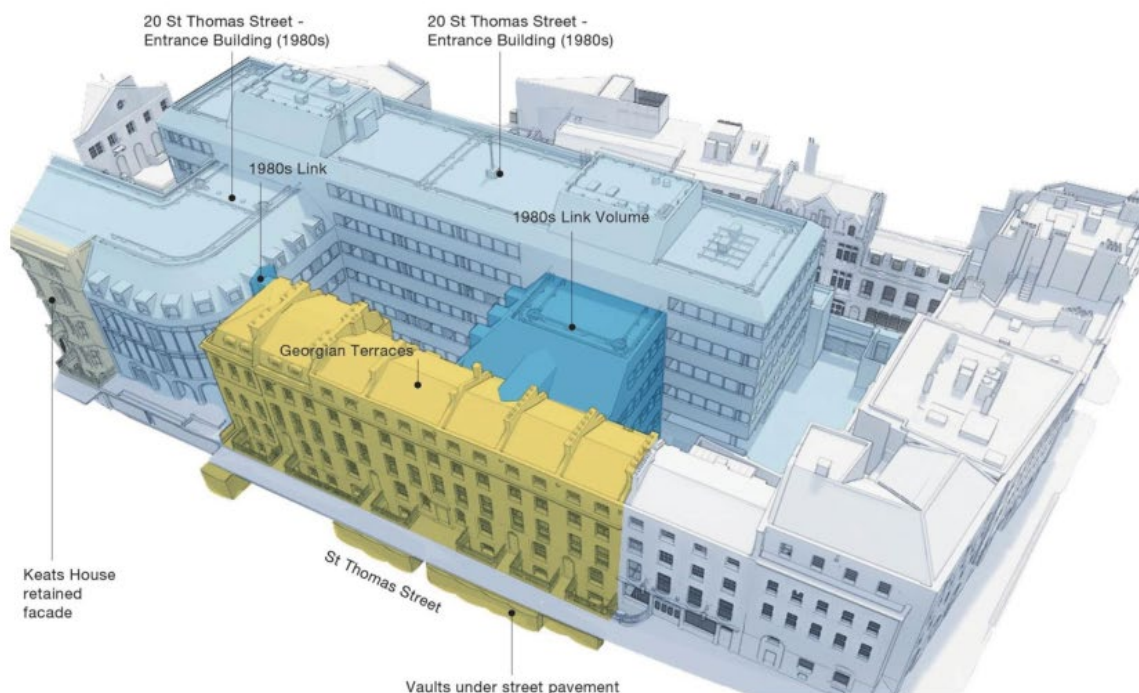 20 St Thomas Street -
Entrance Building (1980s)
20 St Thomas Street -
Entrance Building (1980s)
1980s Link
1980s Link Volume
Georgian Terraces
Keats House
retained
facade
St Thomas Street
Vaults under street pavement